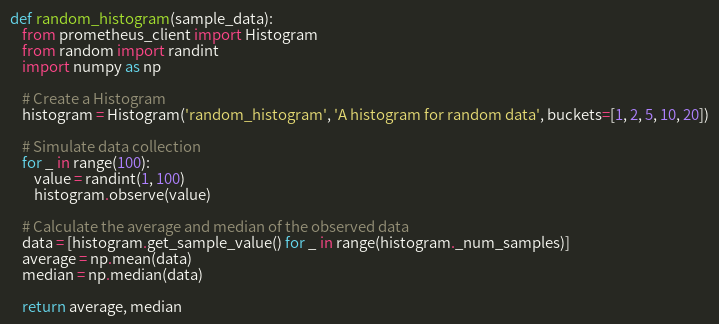 def random_histogram(sample_data):
    from prometheus_client import Histogram
    from random import randint
    import numpy as np

    # Create a Histogram
    histogram = Histogram('random_histogram', 'A histogram for random data', buckets=[1, 2, 5, 10, 20])

    # Simulate data collection
    for _ in range(100):
        value = randint(1, 100)
        histogram.observe(value)

    # Calculate the average and median of the observed data
    data = [histogram.get_sample_value() for _ in range(histogram._num_samples)]
    average = np.mean(data)
    median = np.median(data)

    return average, median